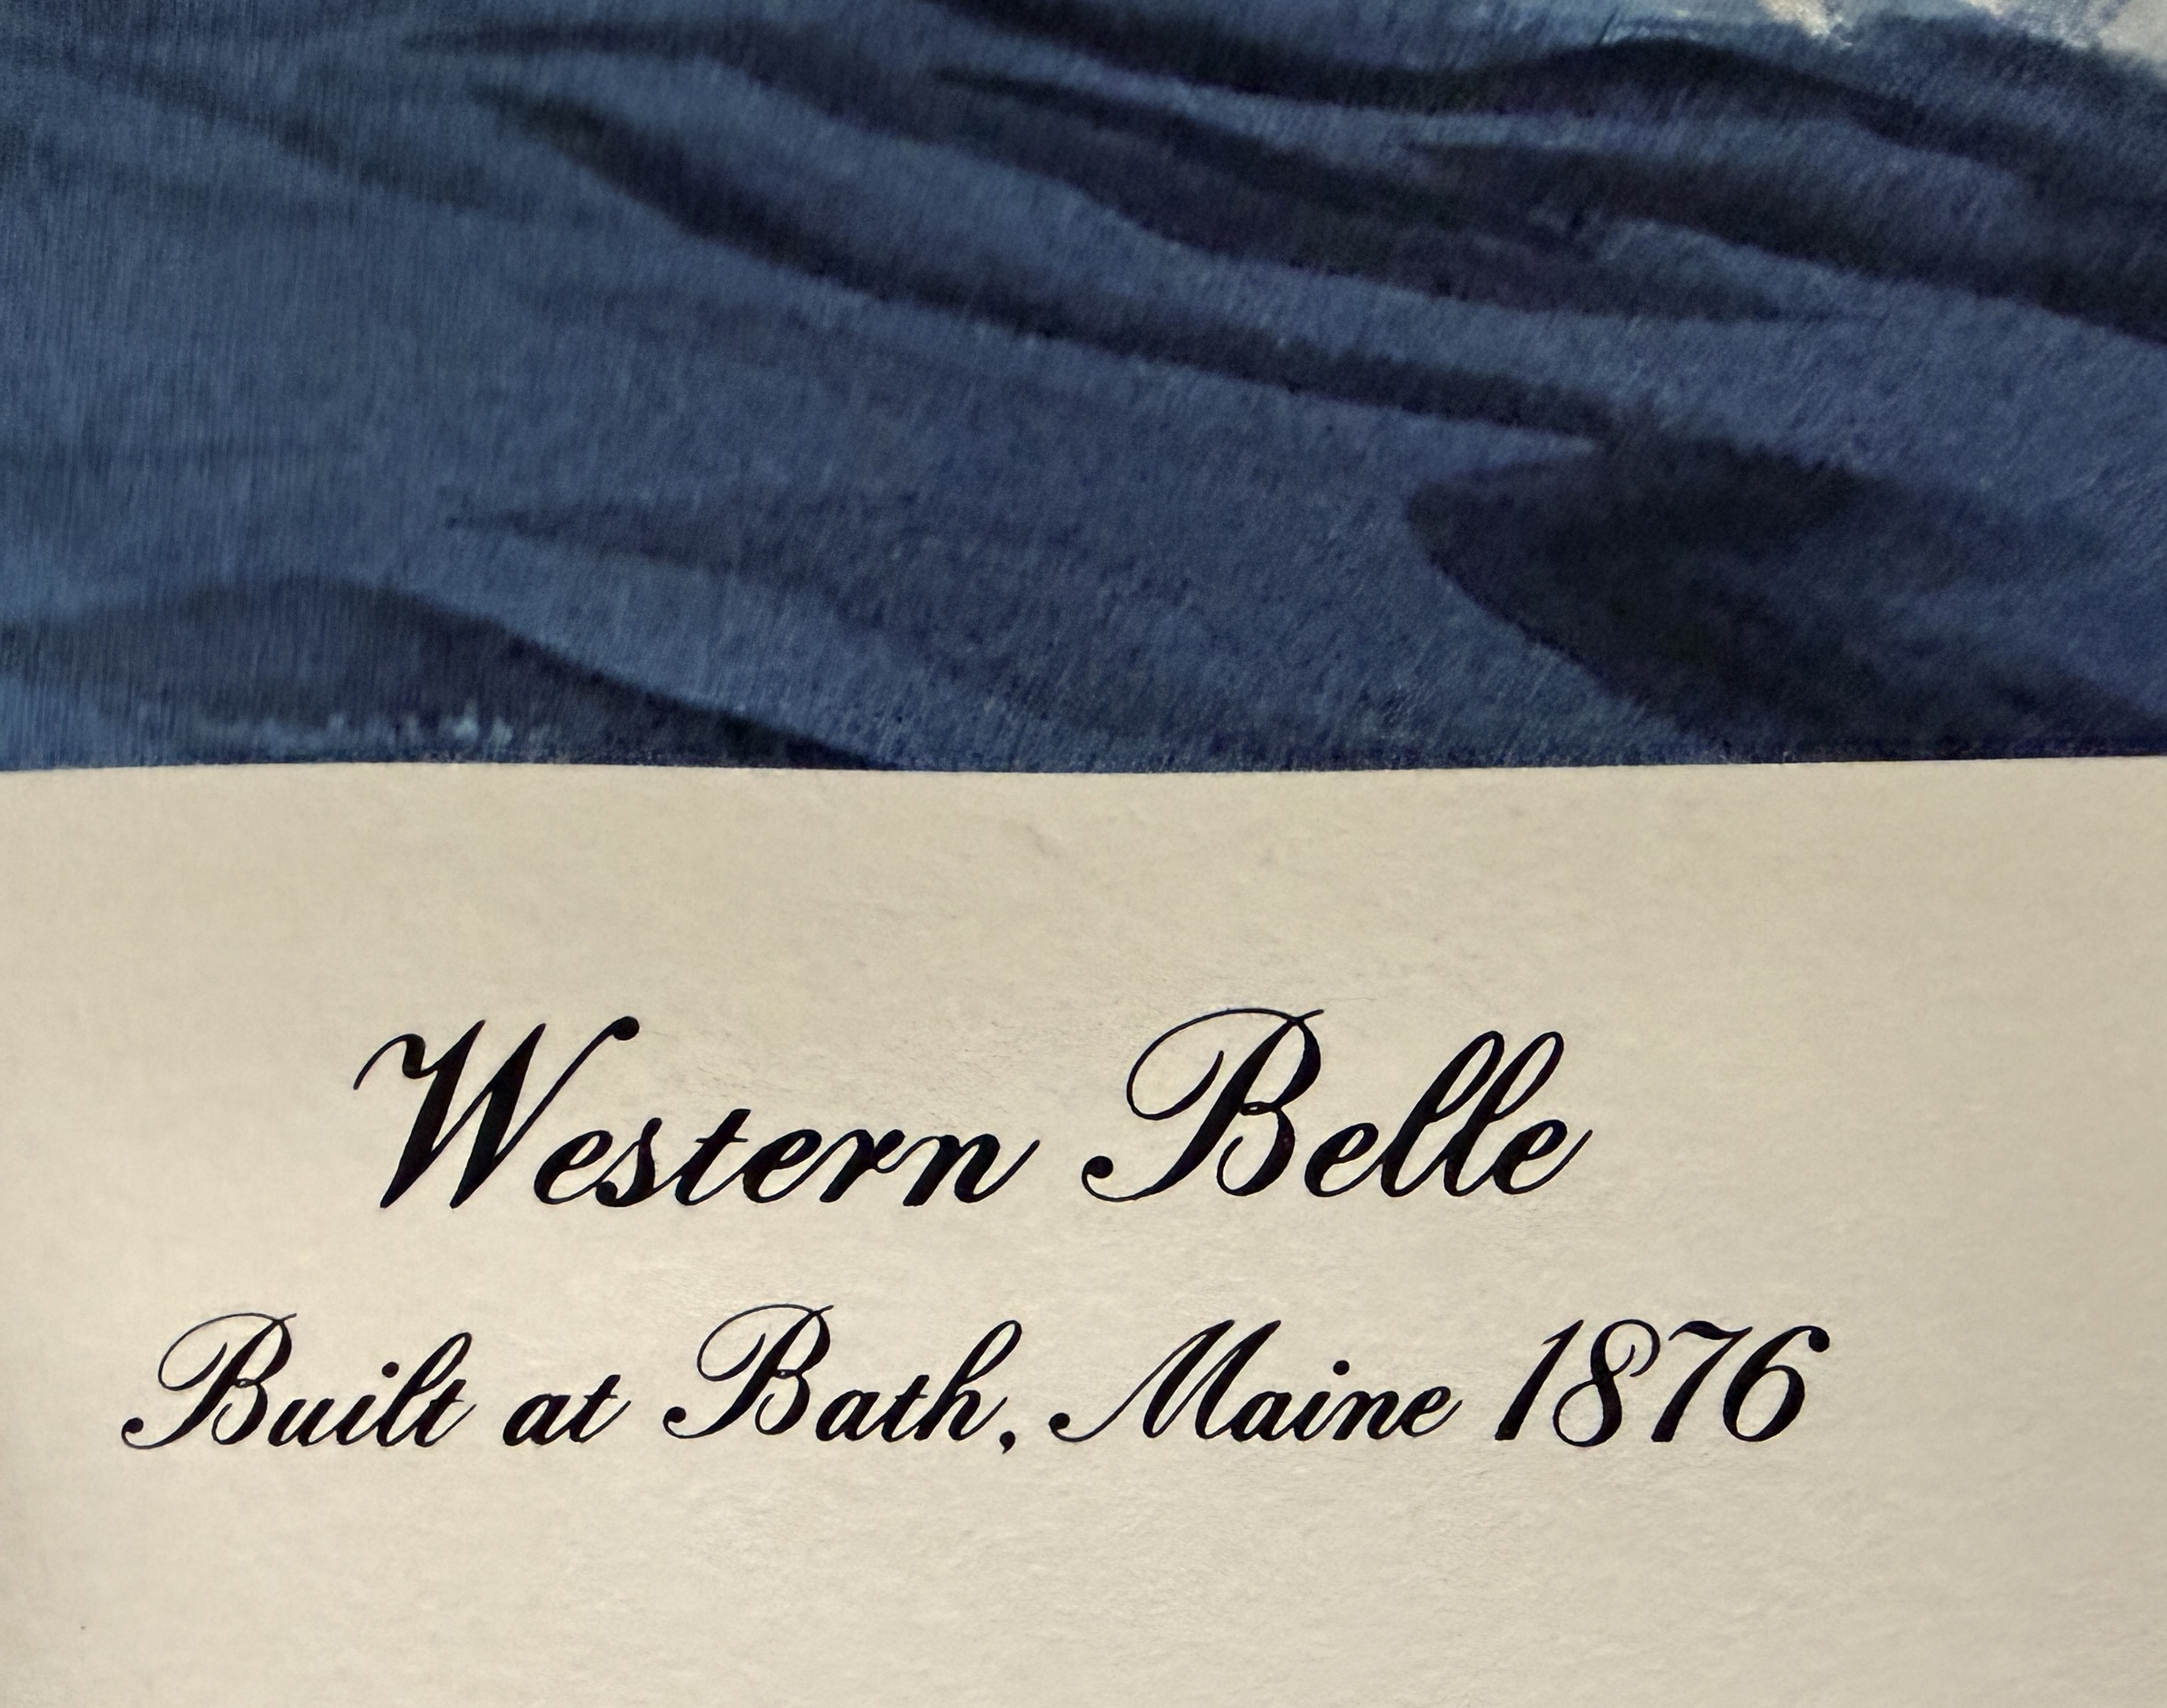 Western Belle
Built at Bath, Maine 1876